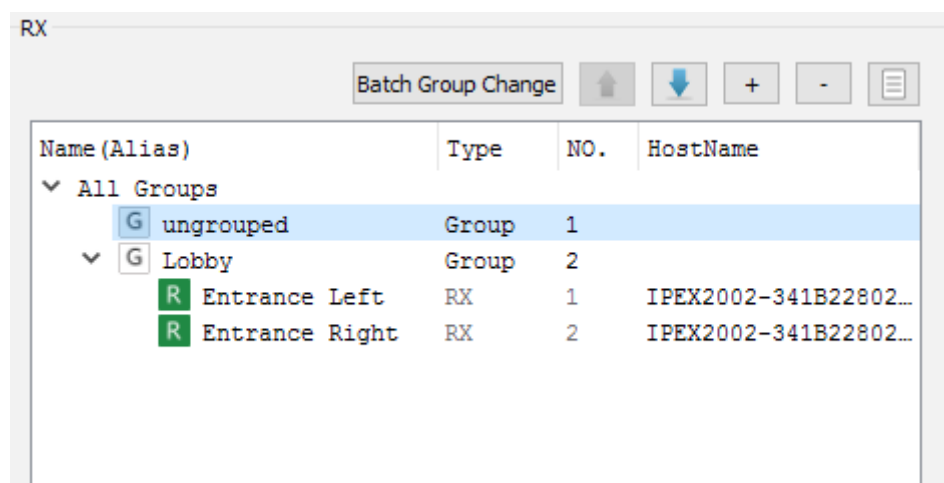 RX
Batch Group Change + -
Name(Alias) Type NO. HostName
All Groups
G ungrouped Group 1
G Lobby Group 2
R Entrance Left RX 1 IPEX2002-341B22802…
R Entrance Right RX 2 IPEX2002-341B22802…